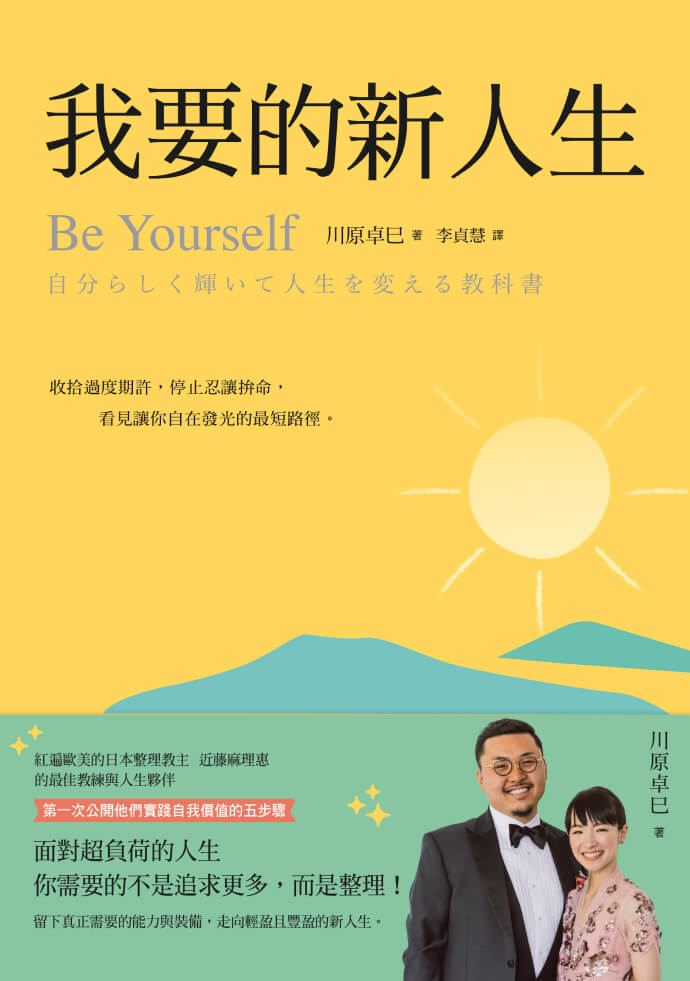 我要的新人生
Be Yourself 川原卓巳 著 李貞慧 譯
自分らしく輝いて人生を変える教科書
收拾過度期許，停止忍讓拚命，
看見讓你自在發光的最短路徑。
紅遍歐美的日本整理教主 近藤麻理惠
的最佳教練與人生夥伴
第一次公開他們實踐自我價值的五步驟
面對超負荷的人生
你需要的不是追求更多，而是整理！
留下真正需要的能力與裝備，走向輕盈且豐盈的新人生。
川原卓巳 著